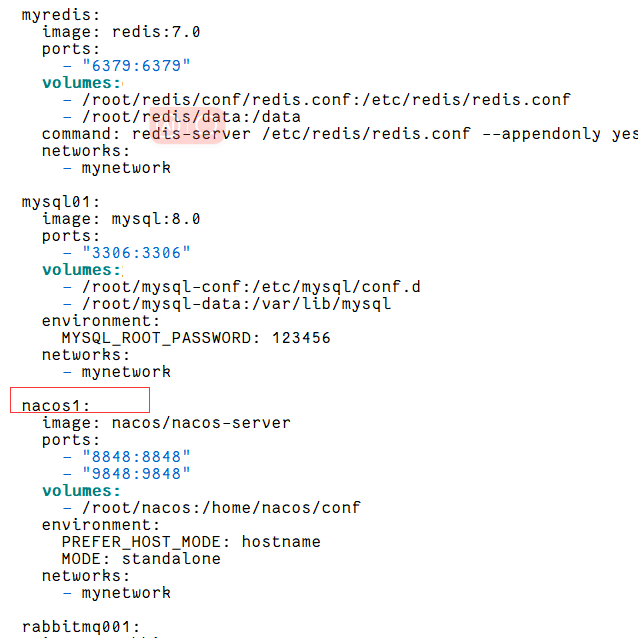 myredis:
image: redis:7.0
ports:
- "6379:6379"
volumes:
- /root/redis/conf/redis.conf:/etc/redis/redis.conf
- /root/redis/data:/data
command: redis-server /etc/redis/redis.conf --appendonly yes
networks:
- mynetwork
mysql01:
image: mysql:8.0
ports:
- "3306:3306"
volumes:
- /root/mysql-conf:/etc/mysql/conf.d
- /root/mysql-data:/var/lib/mysql
environment:
MYSQL_ROOT_PASSWORD: 123456
networks:
- mynetwork
nacos1:
image: nacos/nacos-server
ports:
- "8848:8848"
- "9848:9848"
volumes:
- /root/nacos:/home/nacos/conf
environment:
PREFER_HOST_MODE: hostname
MODE: standalone
networks:
- mynetwork
rabbitmq001: